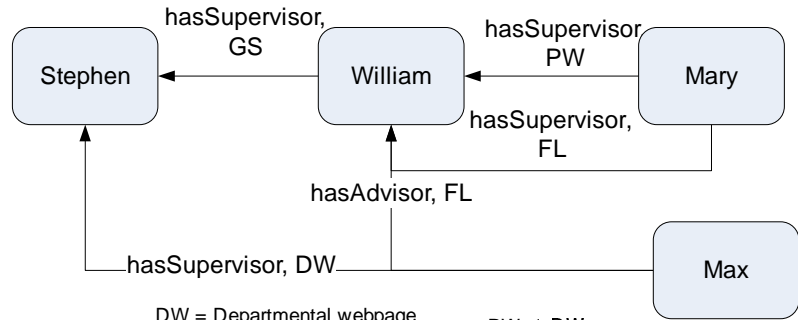 hasSupervisor,
GS
hasSupervisor
PW
Stephen
William
Mary
hasSupervisor,
FL
hasAdvisor, FL
hasSupervisor, DW
Max
DW = Departmental webpage